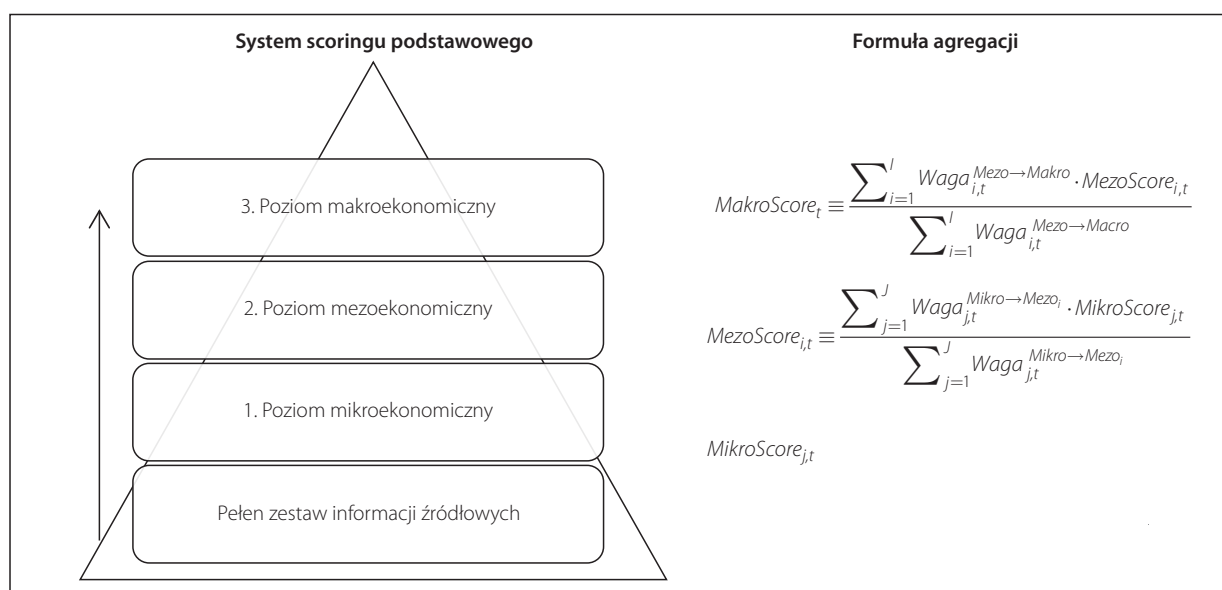 System scoringu podstawowego
Formuła agregacji
3. Poziom makroekonomiczny
MakroScore_t ≡ \frac{∑_{i=1}^{I} Waga_{i,t}^{Mezo→Makro} · MezoScore_{i,t}}{∑_{i=1}^{I} Waga_{i,t}^{Mezo→Macro}}
2. Poziom mezoekonomiczny
MezoScore_{i,t} ≡ \frac{∑_{j=1}^{J} Waga_{j,t}^{Mikro→Mezo_i} · MikroScore_{j,t}}{∑_{j=1}^{J} Waga_{j,t}^{Mikro→Mezo_i}}
1. Poziom mikroekonomiczny
MikroScore_{j,t}
Pełen zestaw informacji źródłowych